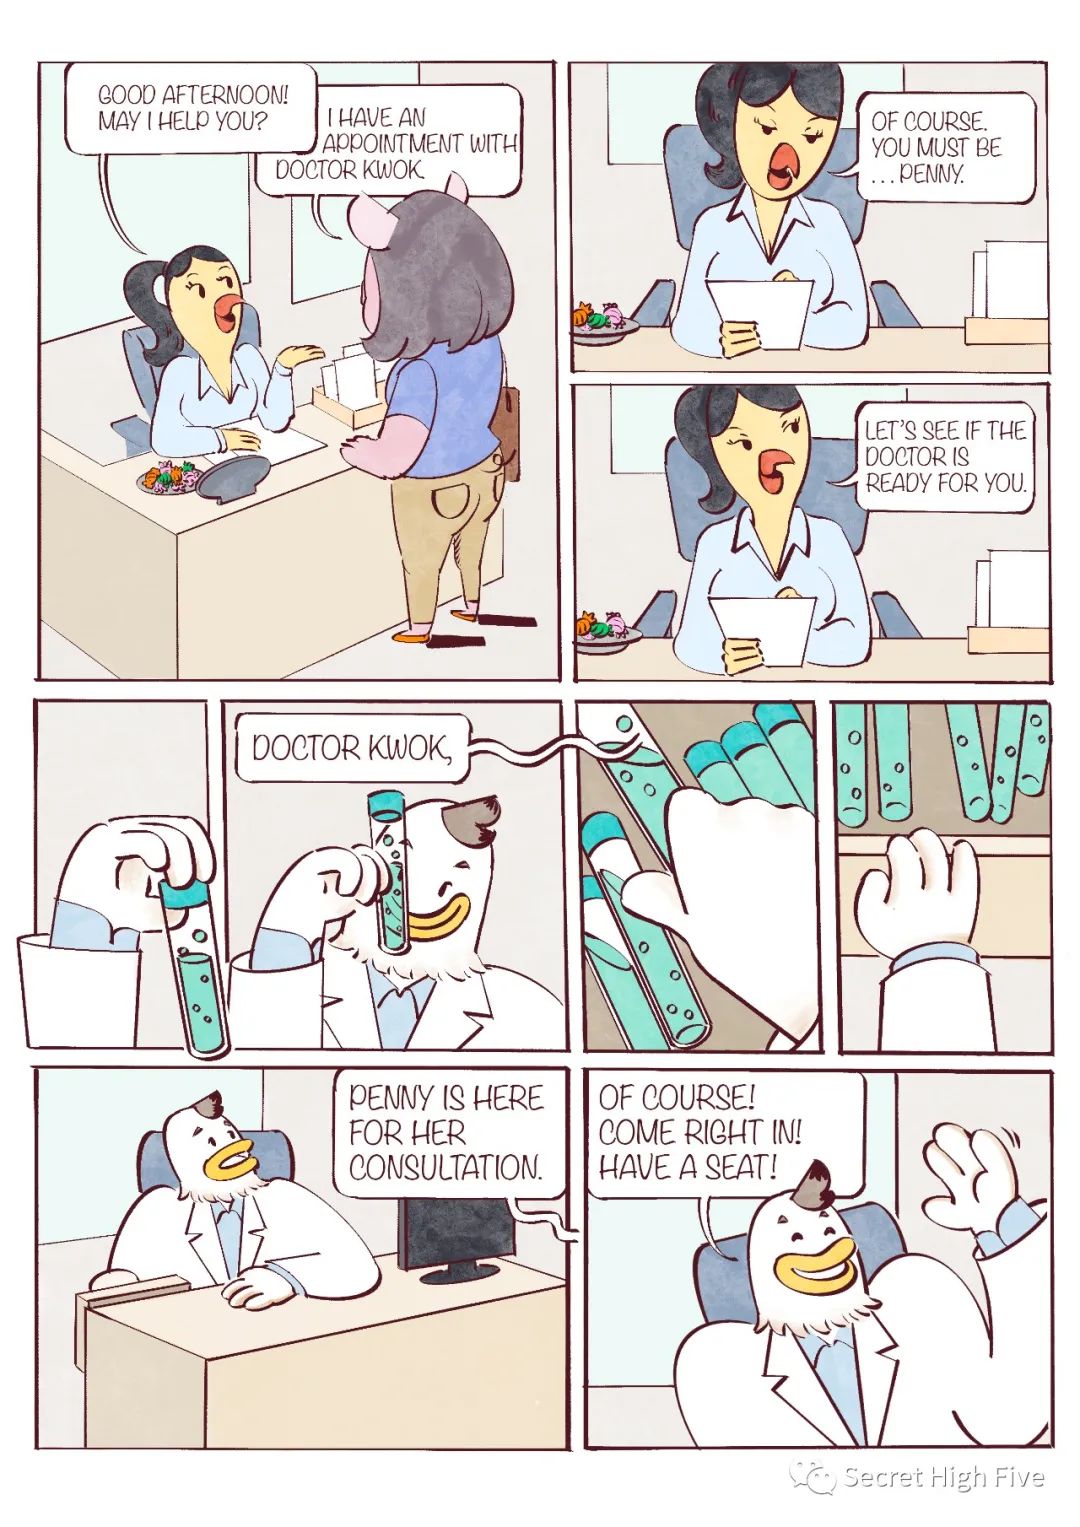 GOOD AFTERNOON!
MAY I HELP YOU?
I HAVE AN
APPOINTMENT WITH
DOCTOR KWOK.
OF COURSE.
YOU MUST BE
...PENNY.
LET'S SEE IF THE
DOCTOR IS
READY FOR YOU.
DOCTOR KWOK,
PENNY IS HERE
FOR HER
CONSULTATION.
OF COURSE!
COME RIGHT IN!
HAVE A SEAT!
Secret High Five